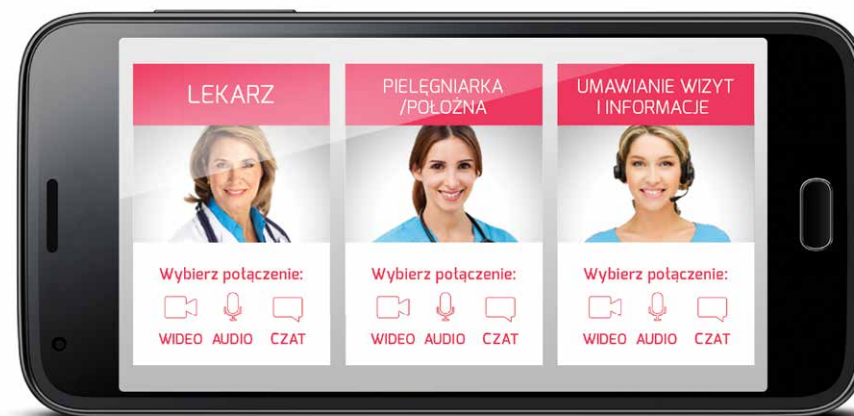 LEKARZ
Wybierz połączenie:
WIDEO AUDIO CZAT
PIELĘGNIARKA
/POŁOŻNA
Wybierz połączenie:
WIDEO AUDIO CZAT
UMAWIANIE WIZYT
I INFORMACJE
Wybierz połączenie:
WIDEO AUDIO CZAT